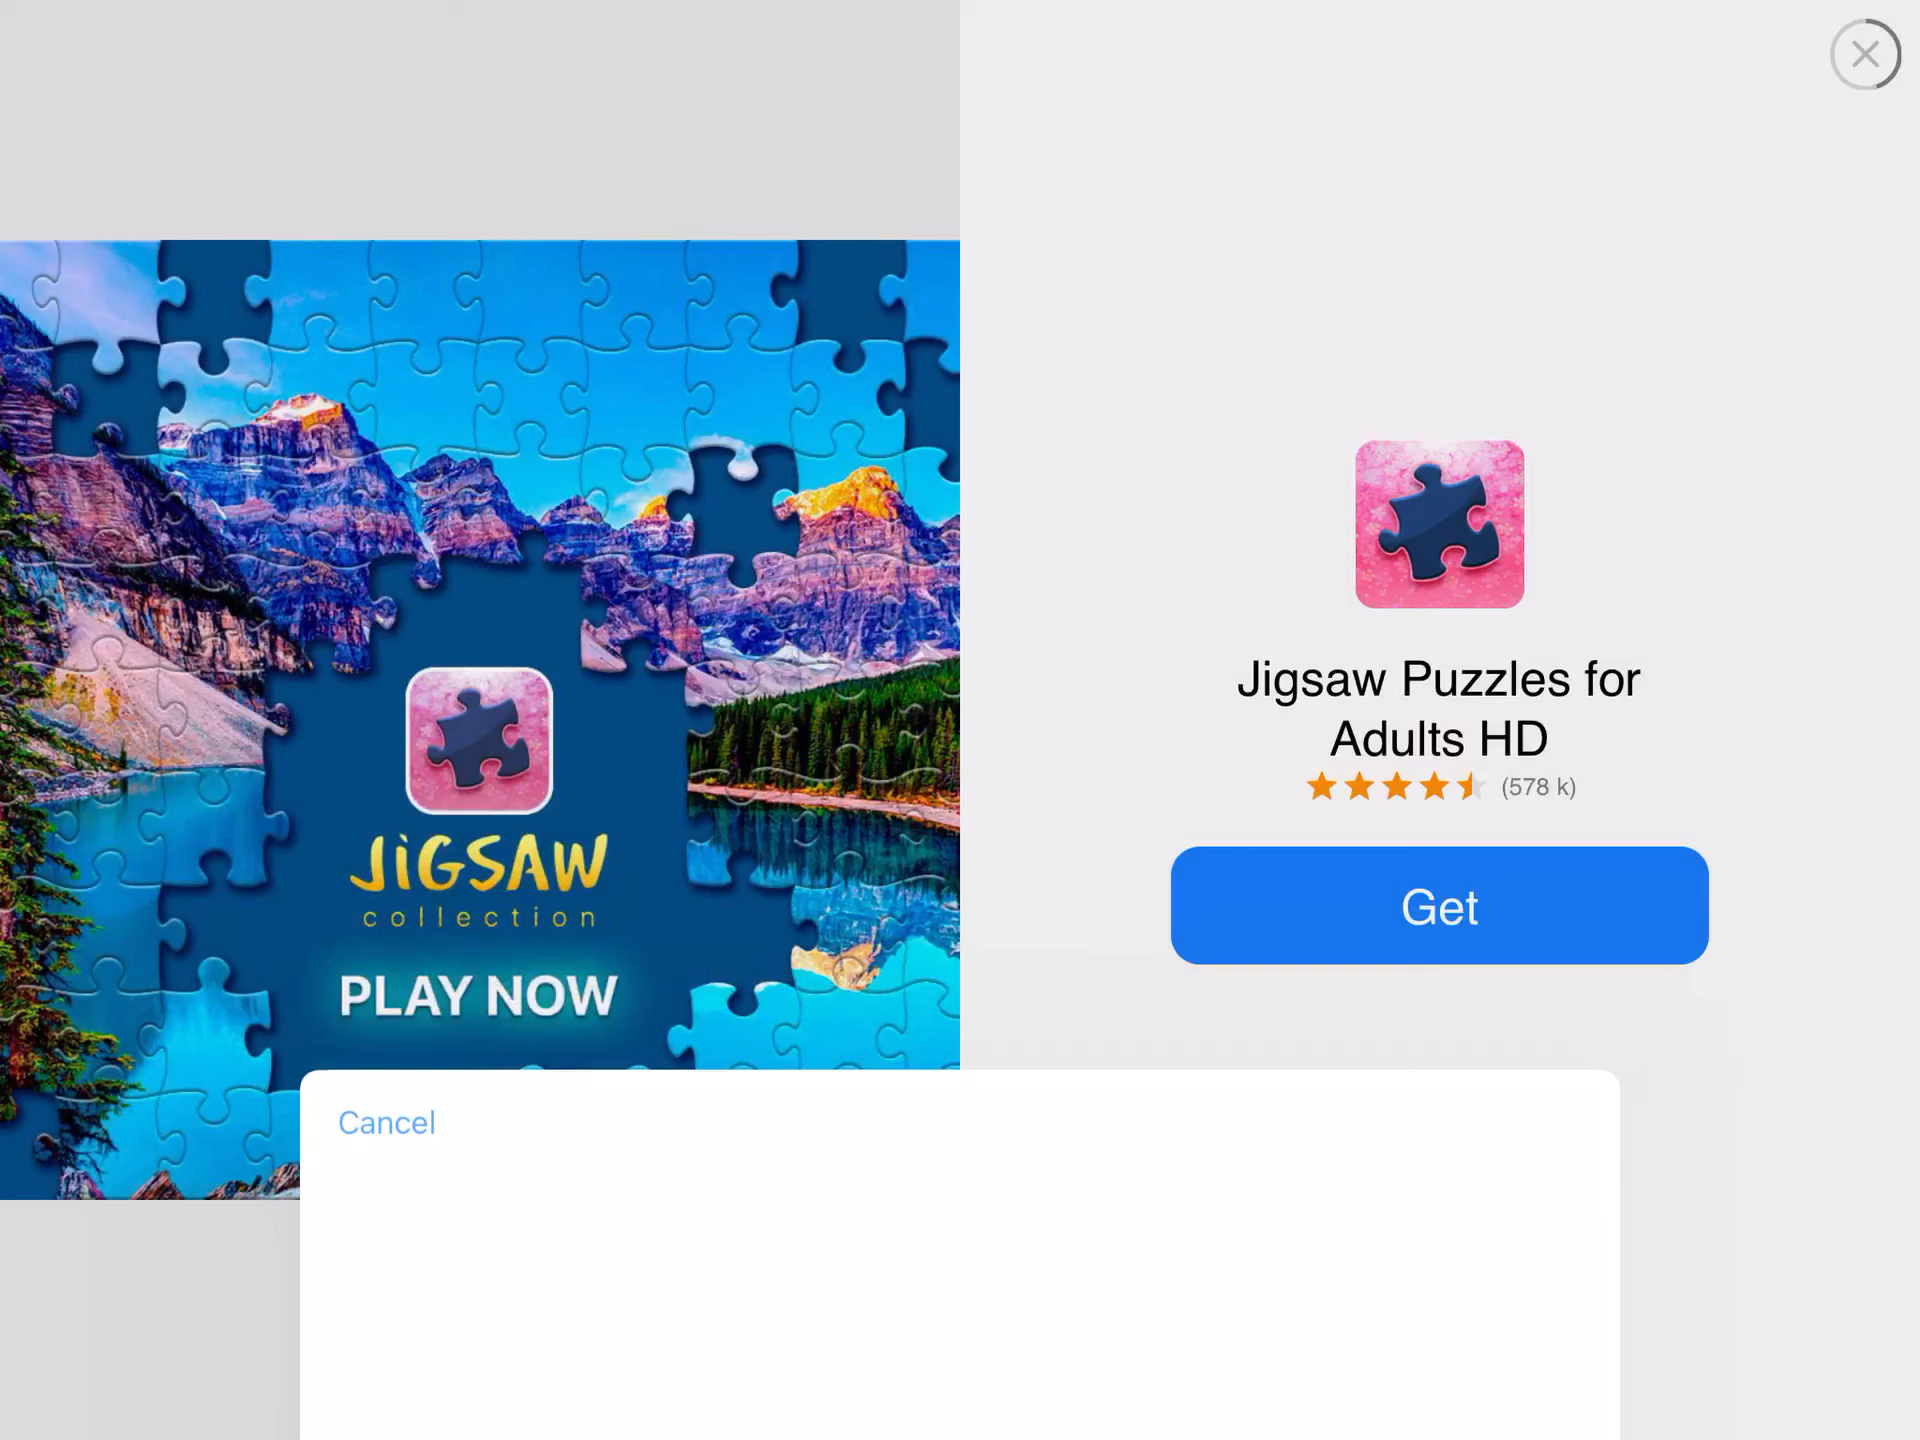 JiGSAW
collection
PLAY NOW
Jigsaw Puzzles for
Adults HD
(578 k)
Get
Cancel